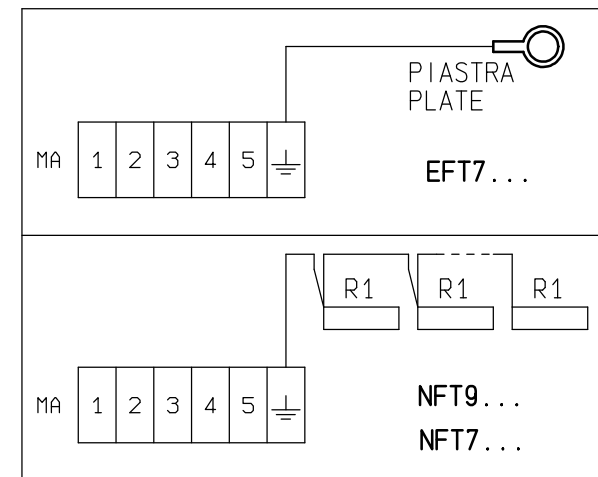 PIASTRA
PLATE
MA 1 2 3 4 5
EFT7...
R1 R1 R1
MA 1 2 3 4 5
NFT9...
NFT7...